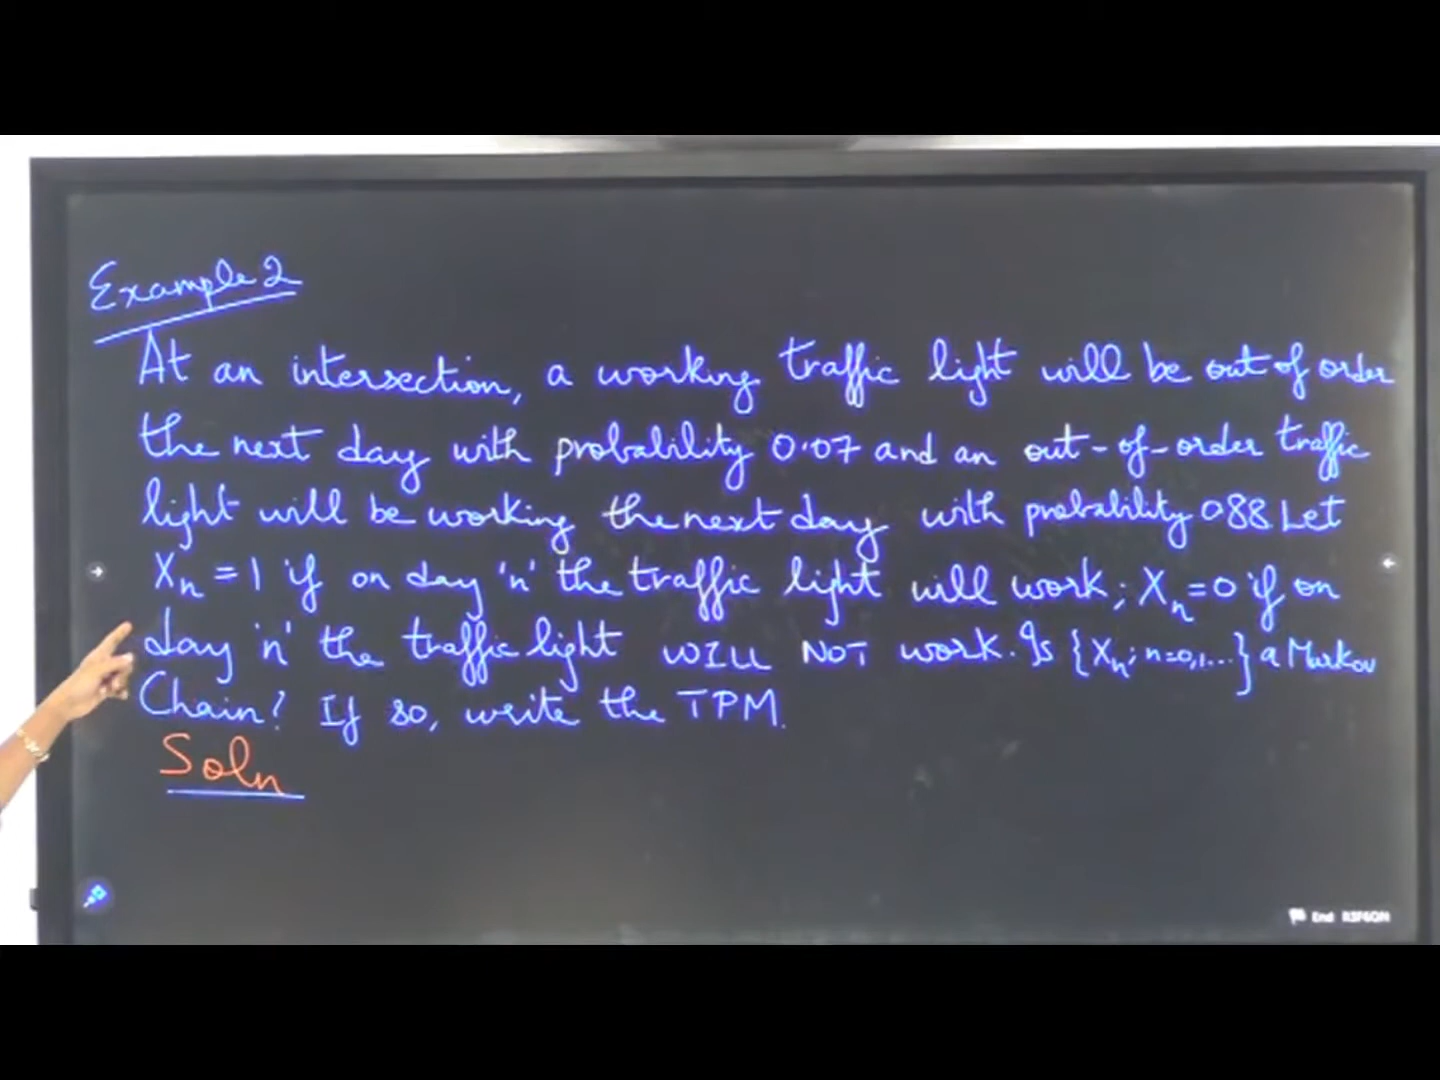 Example 2
At an intersection, a working traffic light will be out of order
the next day with probability 0.07 and an out-of-order traffic
light will be working the next day with probability 0.88 Let
Xn = 1 if on day 'n' the traffic light will work; Xn = 0 if on
day 'n' the traffic light WILL NOT work. Is {Xn; n=0,1....} a Markov
Chain? If so, write the TPM.
Soln
End